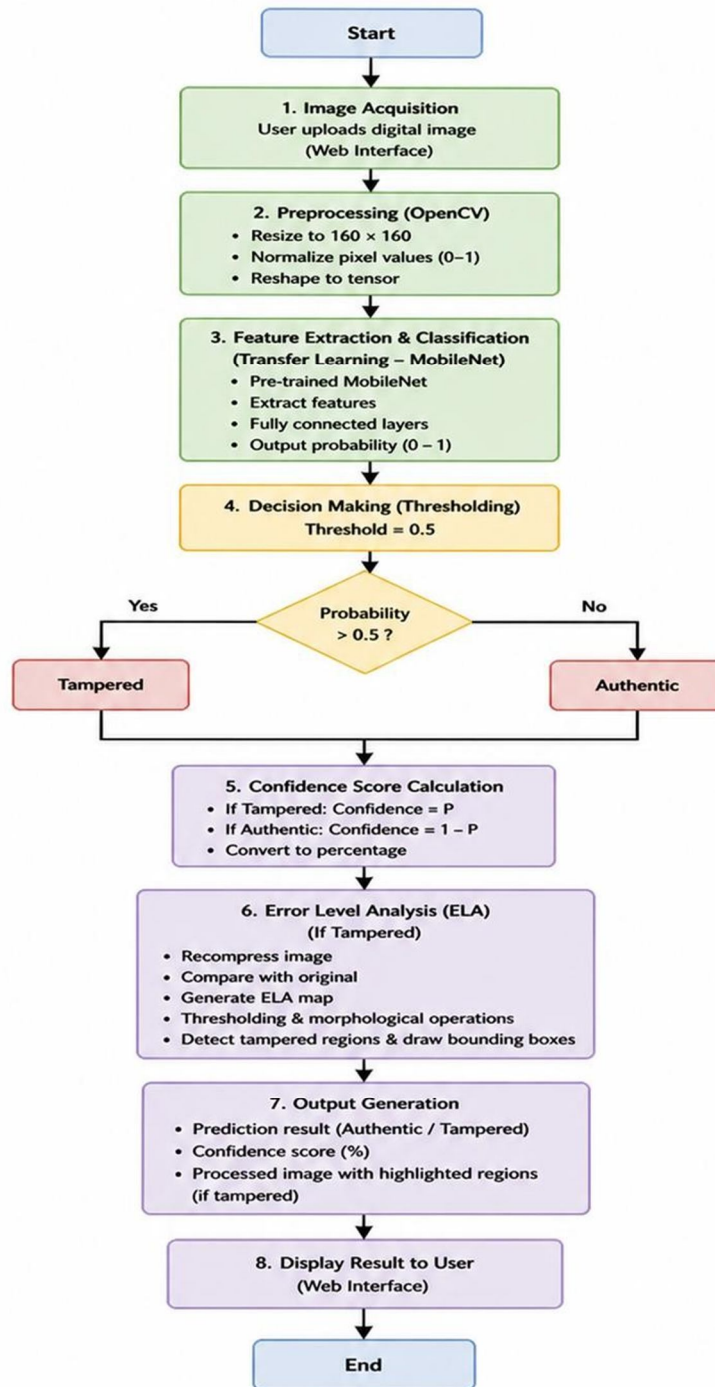 Start
1. Image Acquisition
User uploads digital image
(Web Interface)
2. Preprocessing (OpenCV)
• Resize to 160 × 160
• Normalize pixel values (0–1)
• Reshape to tensor
3. Feature Extraction & Classification
(Transfer Learning – MobileNet)
• Pre-trained MobileNet
• Extract features
• Fully connected layers
• Output probability (0 – 1)
4. Decision Making (Thresholding)
Threshold = 0.5
Yes
Probability
> 0.5 ?
No
Tampered
Authentic
5. Confidence Score Calculation
• If Tampered: Confidence = P
• If Authentic: Confidence = 1 – P
• Convert to percentage
6. Error Level Analysis (ELA)
(If Tampered)
• Recompress image
• Compare with original
• Generate ELA map
• Thresholding & morphological operations
• Detect tampered regions & draw bounding boxes
7. Output Generation
• Prediction result (Authentic / Tampered)
• Confidence score (%)
• Processed image with highlighted regions
(if tampered)
8. Display Result to User
(Web Interface)
End